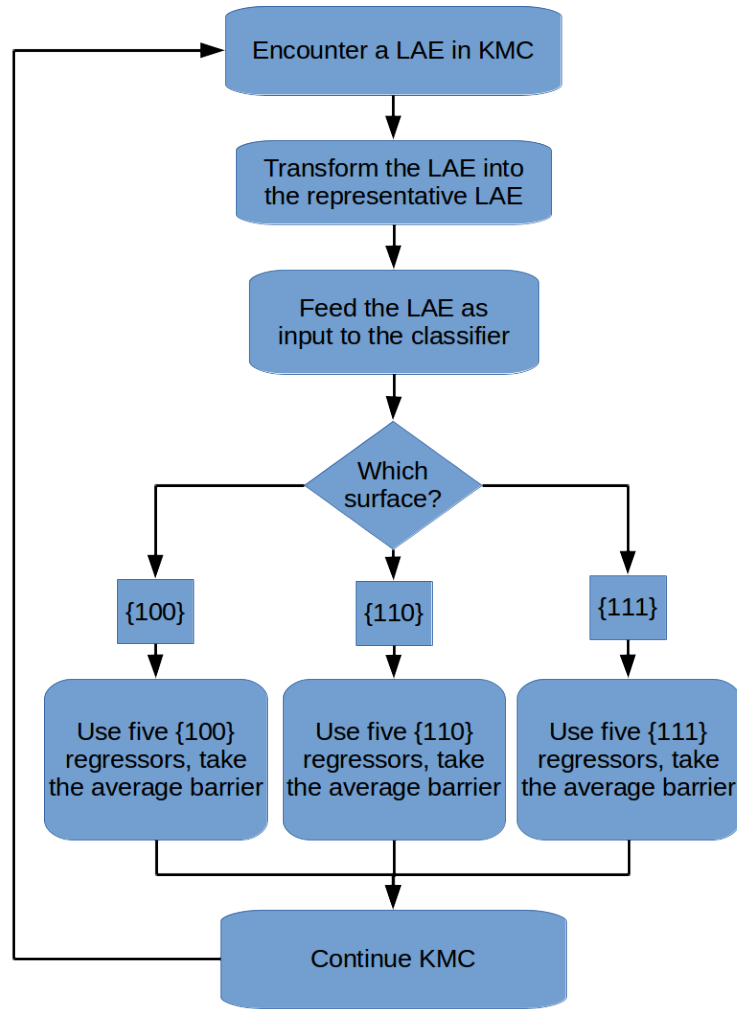 Encounter a LAE in KMC
Transform the LAE into
the representative LAE
Feed the LAE as
input to the classifier
Which
surface?
{100}
{110}
{111}
Use five {100}
regressors, take
the average barrier
Use five {110}
regressors, take
the average barrier
Use five {111}
regressors, take
the average barrier
Continue KMC